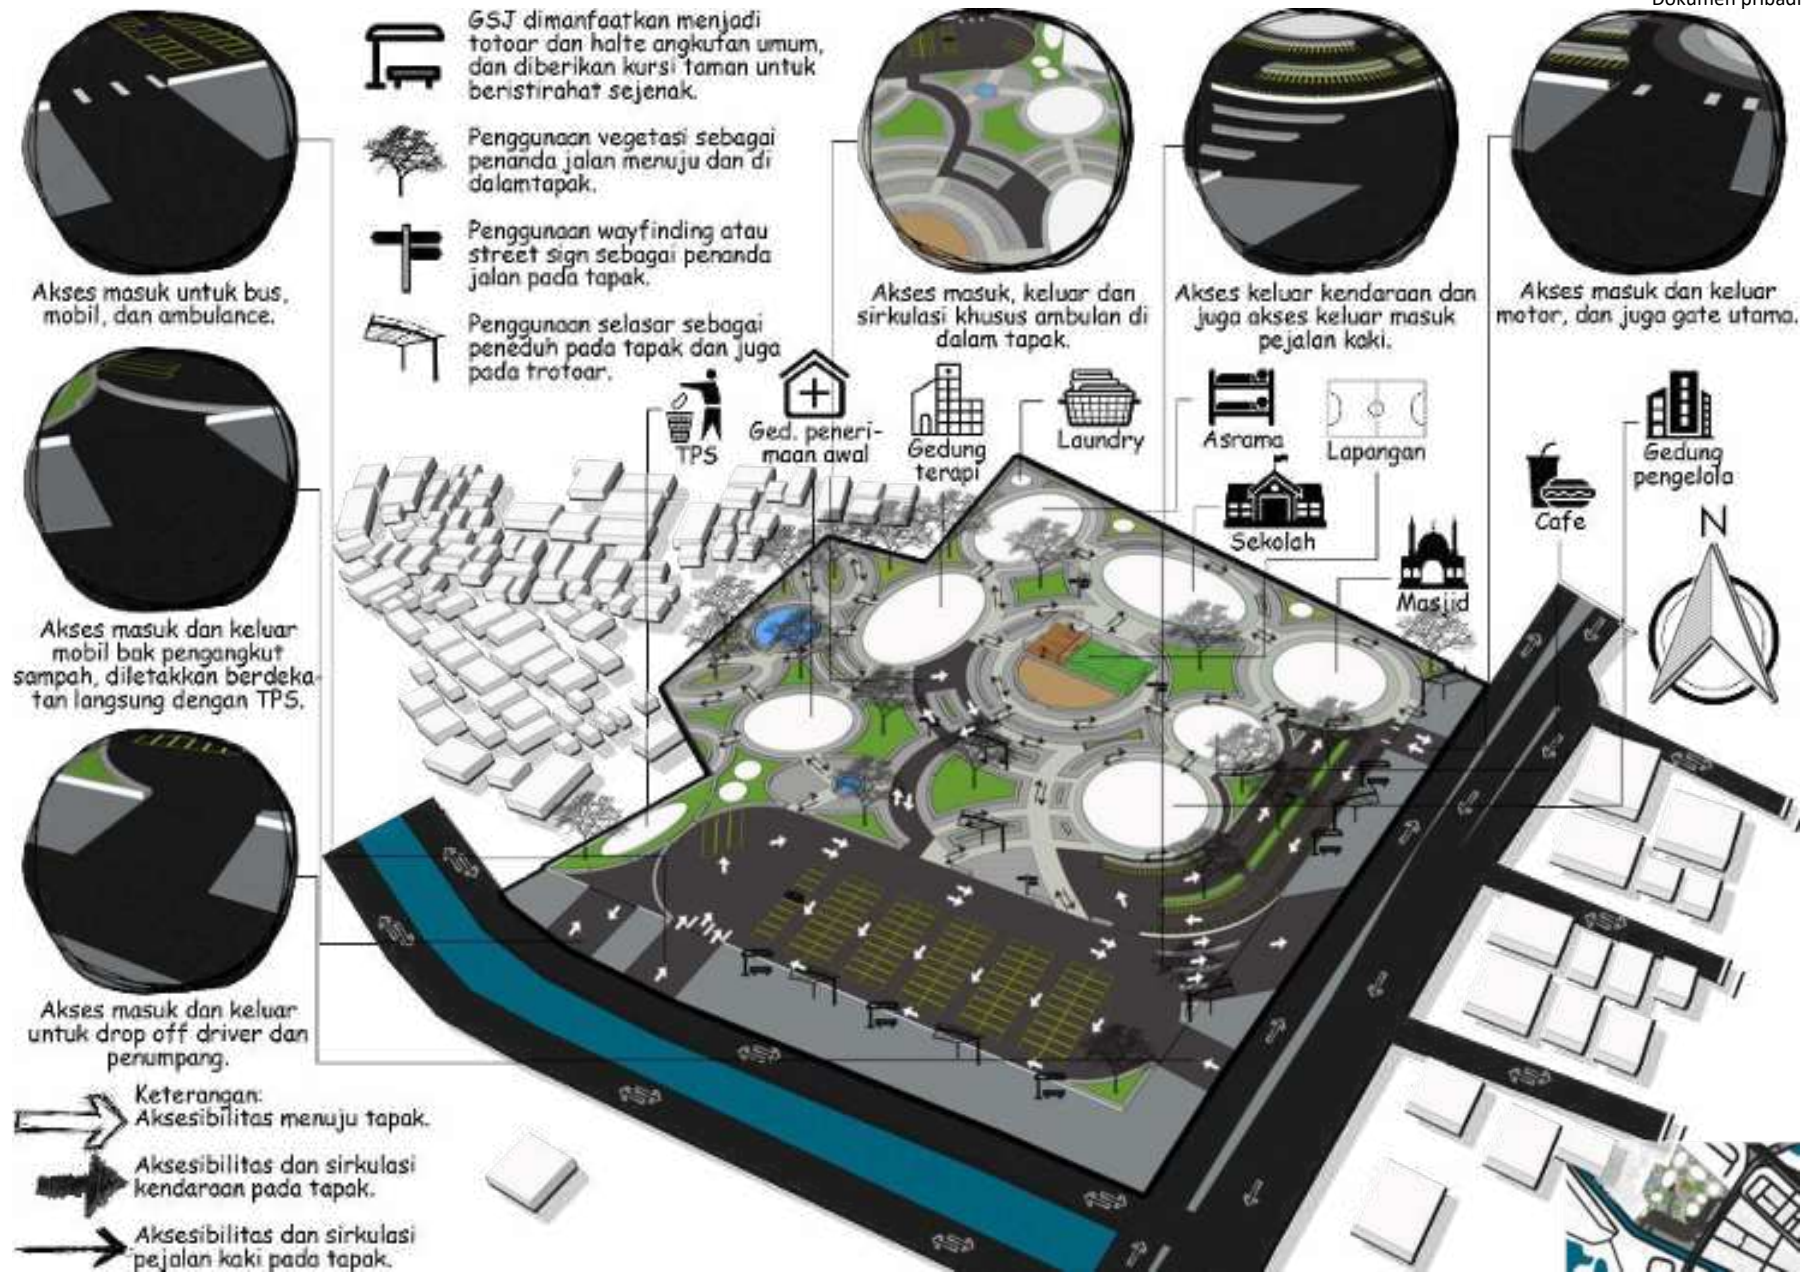 Dokumen pribadi
GSJ dimanfaatkan menjadi
totoar dan halte angkutan umum,
dan diberikan kursi taman untuk
beristirahat sejenak.
Penggunaan vegetasi sebagai
penanda jalan menuju dan di
dalamtapak.
Penggunaan wayfinding atau
street sign sebagai penanda
jalan pada tapak.
Penggunaan selasar sebagai
peneduh pada tapak dan juga
pada trotoar.
Akses masuk untuk bus,
mobil, dan ambulance.
Akses masuk, keluar dan
sirkulasi khusus ambulan di
dalam tapak.
Akses keluar kendaraan dan
juga akses keluar masuk
pejalan kaki.
Akses masuk dan keluar
motor, dan juga gate utama.
TPS
Ged. peneri-
maan awal
Gedung
terapi
Laundry
Asrama
Lapangan
Sekolah
Masjid
Cafe
Gedung
pengelola
N
Akses masuk dan keluar
mobil bak pengangkut
sampah, diletakkan berdeka
tan langsung dengan TPS.
Akses masuk dan keluar
untuk drop off driver dan
penumpang.
Keterangan:
Aksesibilitas menuju tapak.
Aksesibilitas dan sirkulasi
kendaraan pada tapak.
Aksesibilitas dan sirkulasi
pejalan kaki pada tapak.